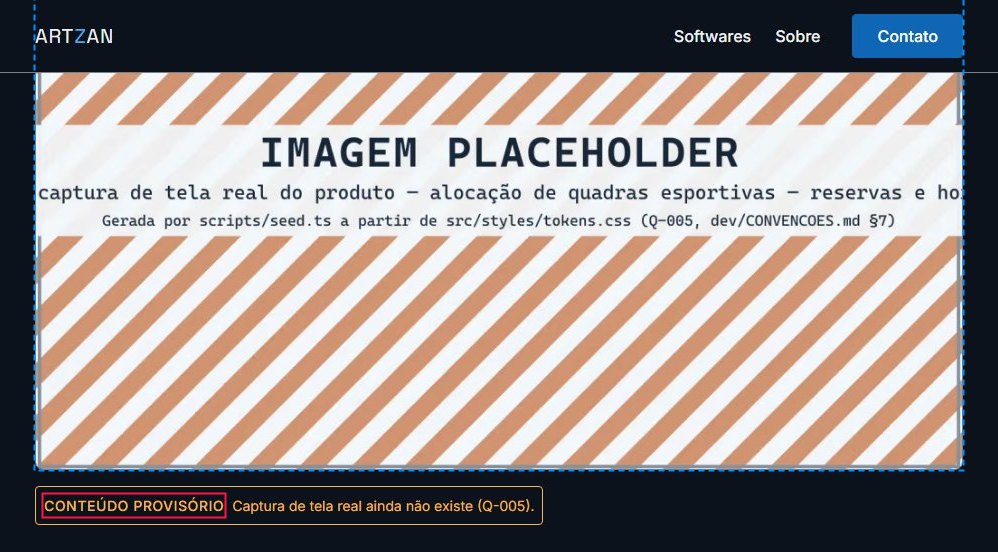 ARTZAN
Softwares
Sobre
Contato
IMAGEM PLACEHOLDER
captura de tela real do produto — alocação de quadras esportivas — reservas e
Gerada por scripts/seed.ts a partir de src/styles/tokens.css (Q-005, dev/CONVENCOES.md §7)
CONTEÚDO PROVISÓRIO Captura de tela real ainda não existe (Q-005).